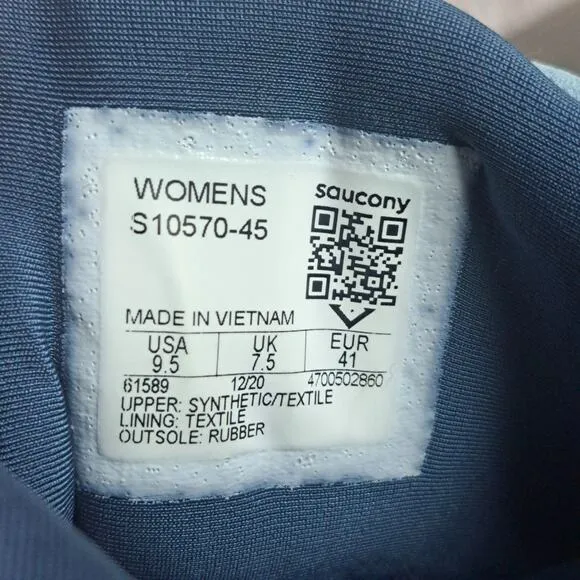 WOMENS
S10570-45
saucony
MADE IN VIETNAM
USA UK EUR
9.5 7.5 41
61589 12/20 4700502860
UPPER: SYNTHETIC/TEXTILE
LINING: TEXTILE
OUTSOLE: RUBBER